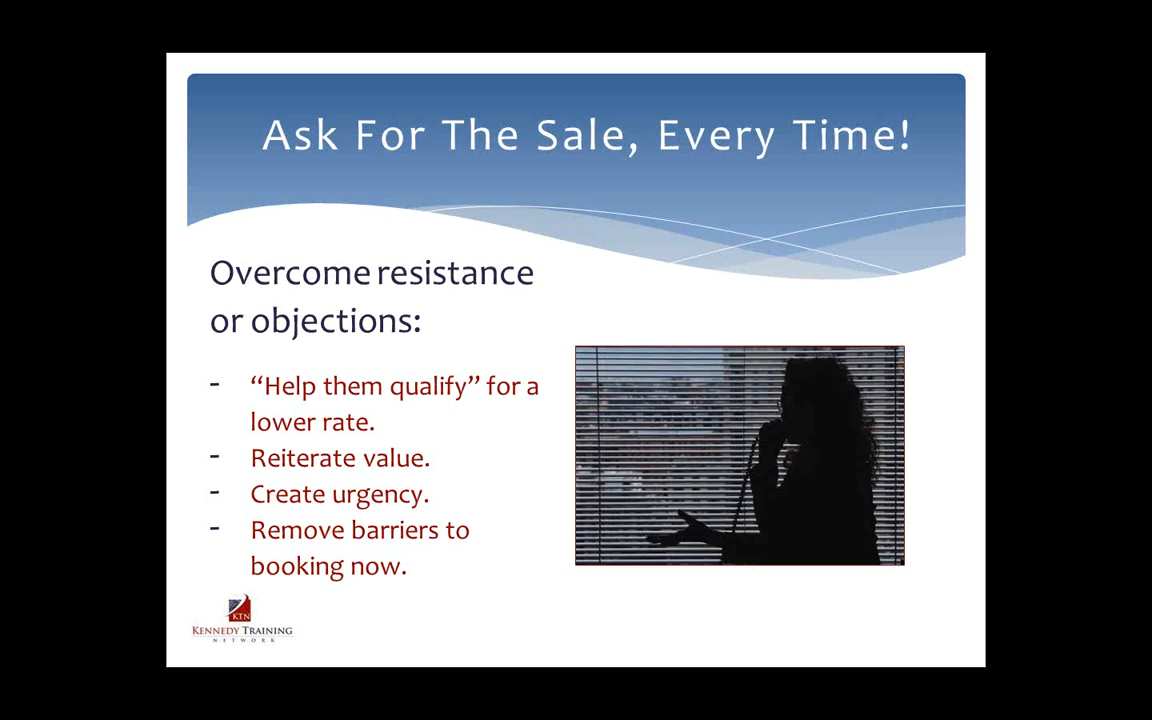 Ask For The Sale, Every Time!
Overcome resistance
or objections:
- “Help them qualify” for a
lower rate.
- Reiterate value.
- Create urgency.
- Remove barriers to
booking now.
KTN
KENNEDY TRAINING
NETWORK